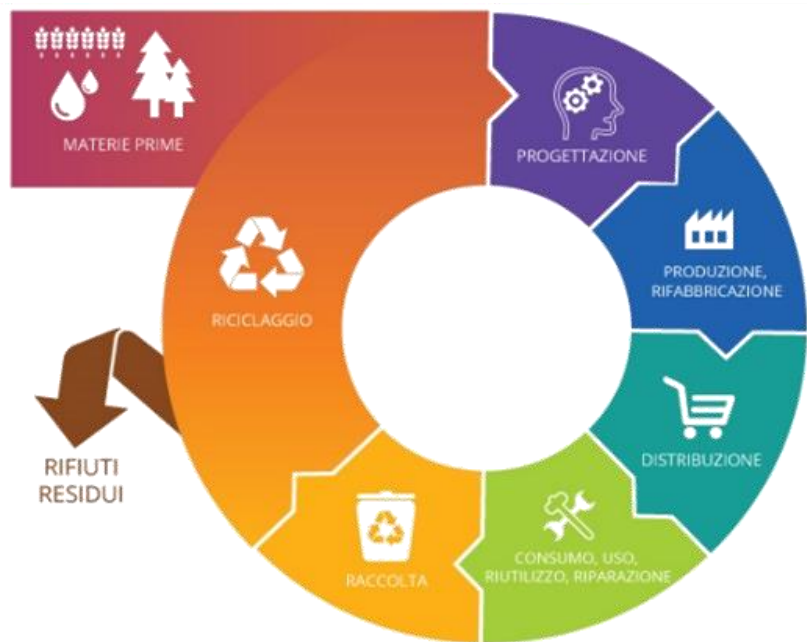 MATERIE PRIME
PROGETTAZIONE
PRODUZIONE,
RIFABBRICAZIONE
DISTRIBUZIONE
CONSUMO, USO,
RIUTILIZZO, RIPARAZIONE
RACCOLTA
RICICLAGGIO
RIFIUTI
RESIDUI